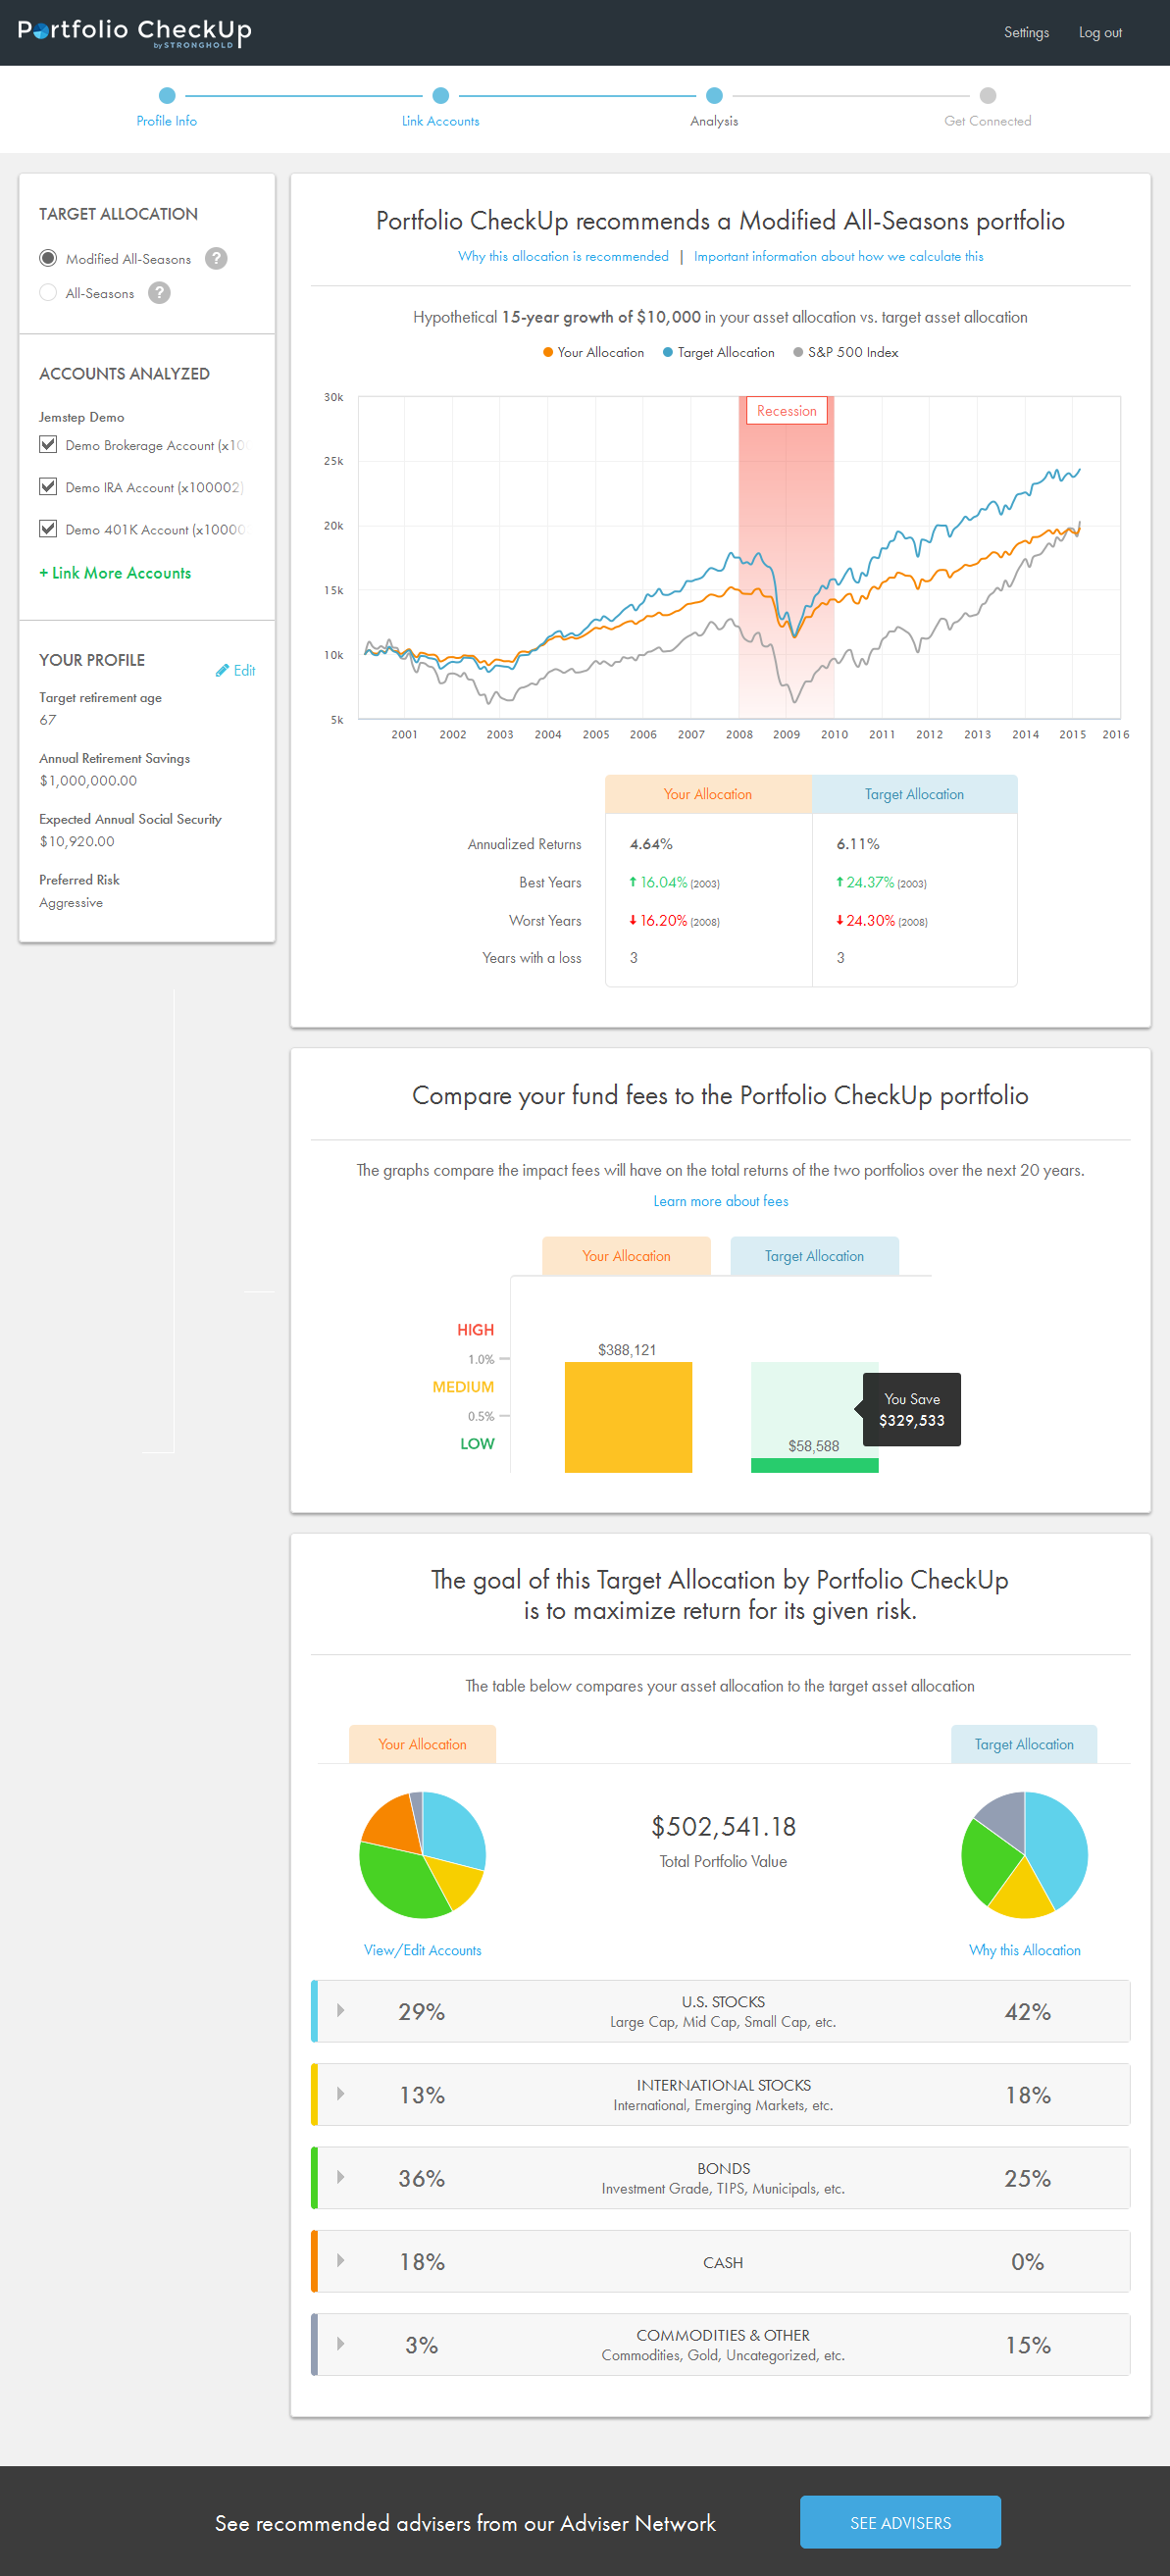 Portfolio CheckUp
by STRONGHOLD
Settings Log out
Profile Info Link Accounts Analysis Get Connected
TARGET ALLOCATION
Modified All-Seasons ?
All-Seasons ?
ACCOUNTS ANALYZED
Jemstep Demo
Demo Brokerage Account (x10
Demo IRA Account (x100002)
Demo 401K Account (x1000
+ Link More Accounts
YOUR PROFILE
Edit
Target retirement age
67
Annual Retirement Savings
$1,000,000.00
Expected Annual Social Security
$10,920.00
Preferred Risk
Aggressive
Portfolio CheckUp recommends a Modified All-Seasons portfolio
Why this allocation is recommended | Important information about how we calculate this
Hypothetical 15-year growth of $10,000 in your asset allocation vs. target asset allocation
Your Allocation Target Allocation S&P 500 Index
30k
25k
20k
15k
10k
5k
Recession
2001 2002 2003 2004 2005 2006 2007 2008 2009 2010 2011 2012 2013 2014 2015 2016
Your Allocation Target Allocation
Annualized Returns 4.64% 6.11%
Best Years 16.04% (2003) 24.37% (2003)
Worst Years 16.20% (2008) 24.30% (2008)
Years with a loss 3 3
Compare your fund fees to the Portfolio CheckUp portfolio
The graphs compare the impact fees will have on the total returns of the two portfolios over the next 20 years.
Learn more about fees
Your Allocation Target Allocation
HIGH
1.0%
MEDIUM
0.5%
LOW
$388,121
$58,588
You Save
$329,533
The goal of this Target Allocation by Portfolio CheckUp
is to maximize return for its given risk.
The table below compares your asset allocation to the target asset allocation
Your Allocation Target Allocation
$502,541.18
Total Portfolio Value
View/Edit Accounts Why this Allocation
29% U.S. STOCKS 42%
Large Cap, Mid Cap, Small Cap, etc.
13% INTERNATIONAL STOCKS 18%
International, Emerging Markets, etc.
36% BONDS 25%
Investment Grade, TIPS, Municipals, etc.
18% CASH 0%
3% COMMODITIES & OTHER 15%
Commodities, Gold, Uncategorized, etc.
See recommended advisers from our Adviser Network
SEE ADVISERS